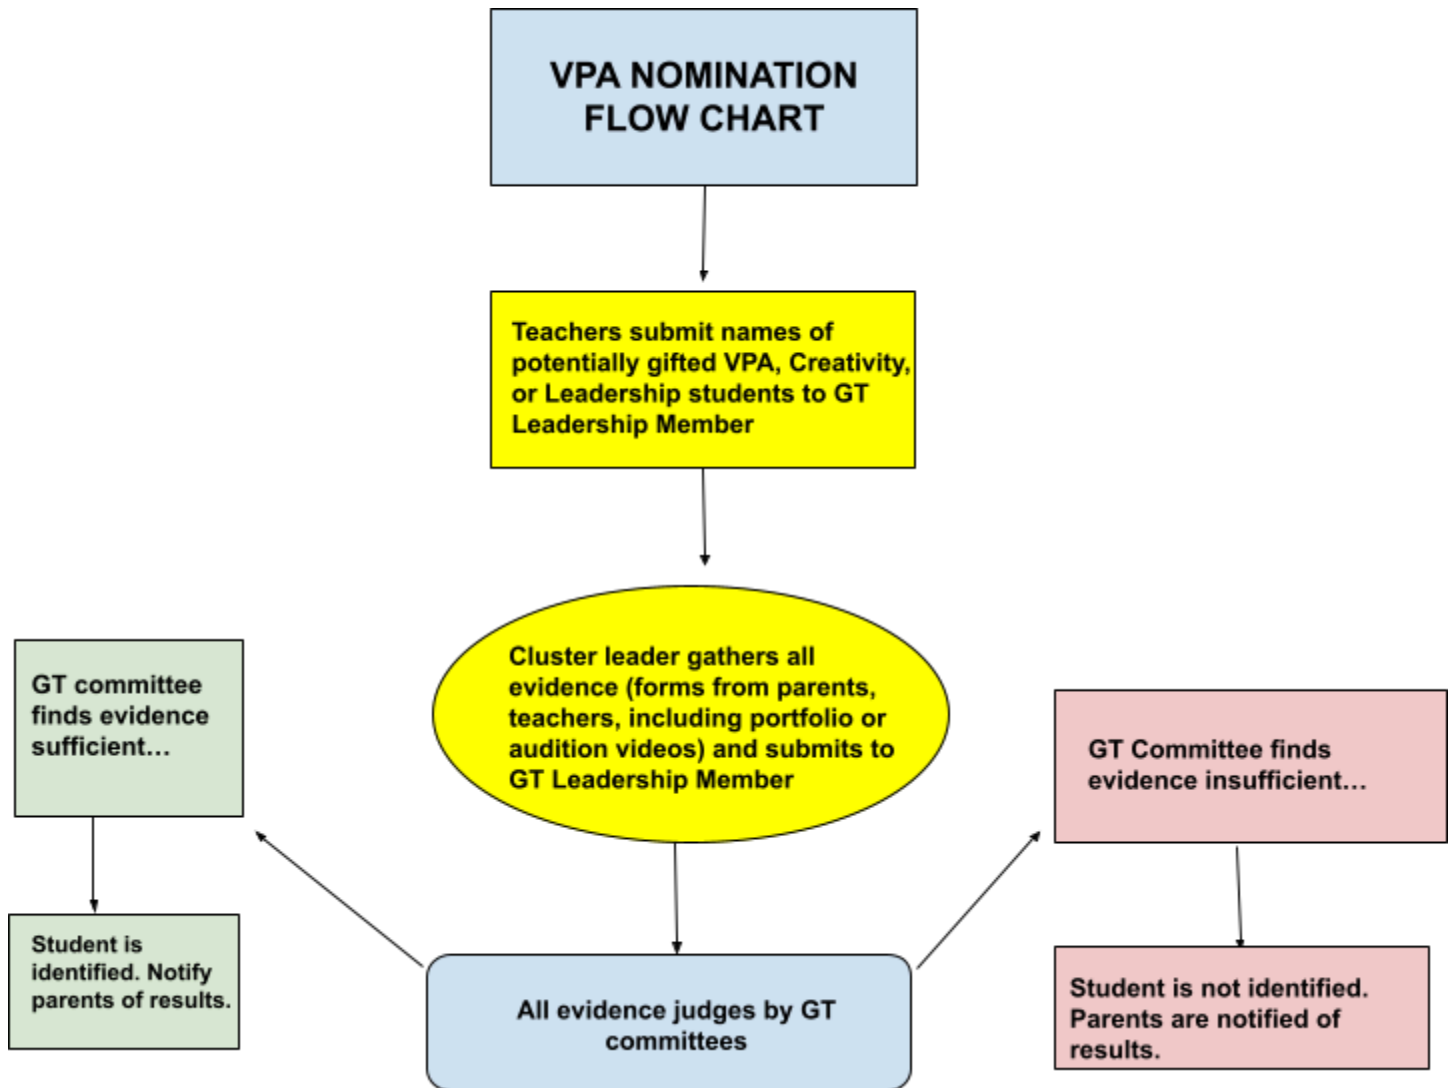 VPA NOMINATION
FLOW CHART
Teachers submit names of
potentially gifted VPA, Creativity,
or Leadership students to GT
Leadership Member
Cluster leader gathers all
evidence (forms from parents,
teachers, including portfolio or
audition videos) and submits to
GT Leadership Member
All evidence judges by GT
committees
GT committee
finds evidence
sufficient…
Student is
identified. Notify
parents of results.
GT Committee finds
evidence insufficient…
Student is not identified.
Parents are notified of
results.